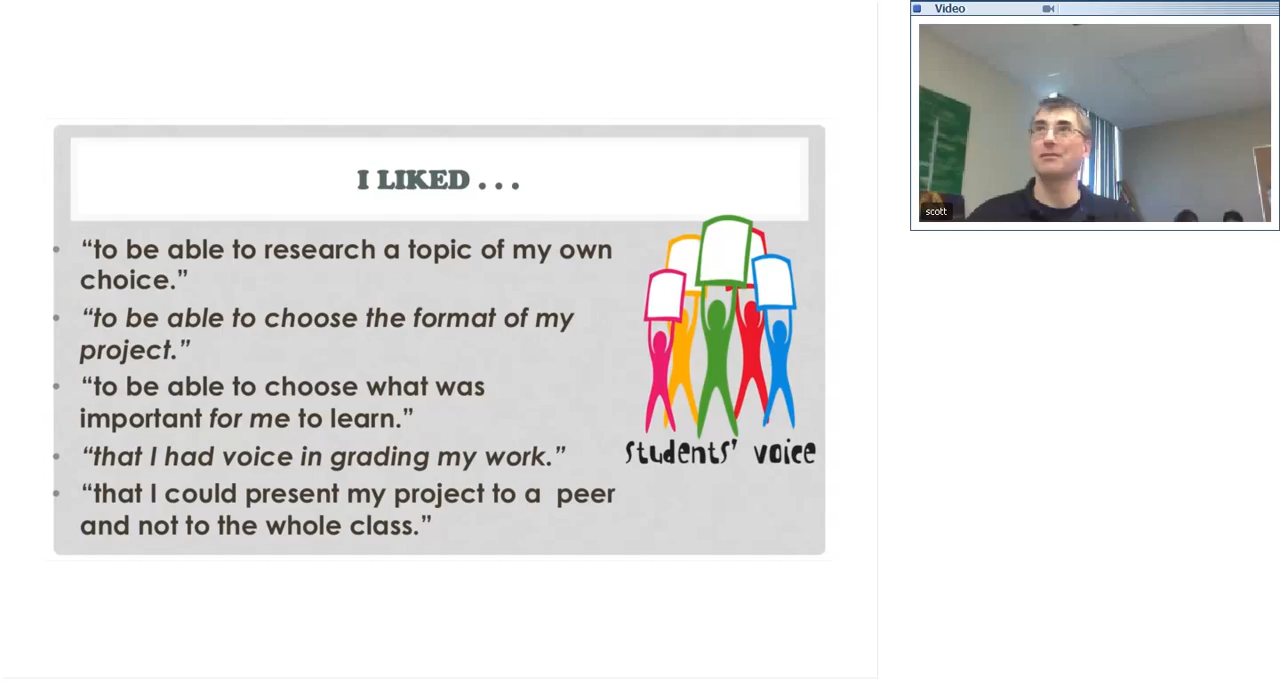 I LIKED . . .
“to be able to research a topic of my own
choice.”
“to be able to choose the format of my
project.”
“to be able to choose what was
important for me to learn.”
“that I had voice in grading my work.”
“that I could present my project to a  peer
and not to the whole class.”
students’ voice
Video
scott